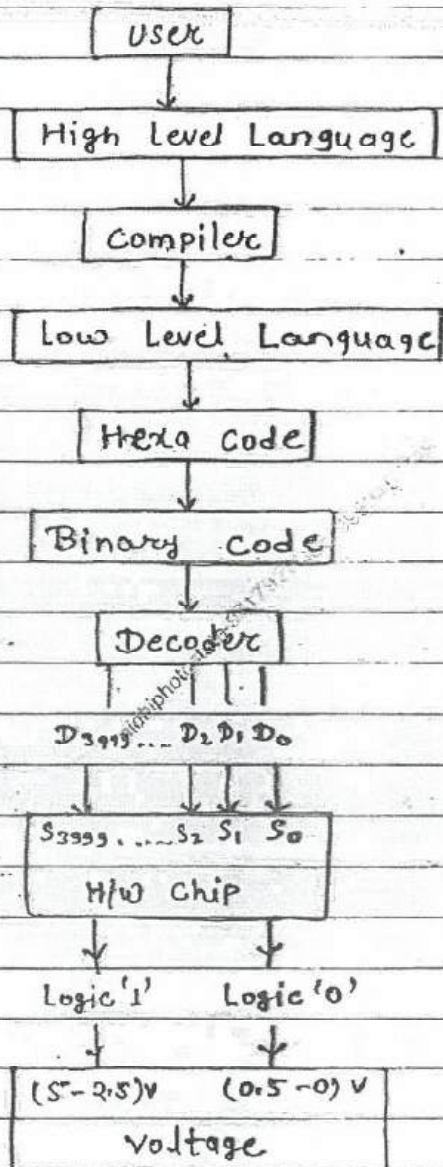 User
High Level Language
Compiler
Low Level Language
Hexa code
Binary code
Decoder
D3999.... D2 D1 D0
S3999..... S2 S1 S0
H/W Chip
Logic '1' Logic '0'
(5-2.5)v (0.5-0) v
voltage